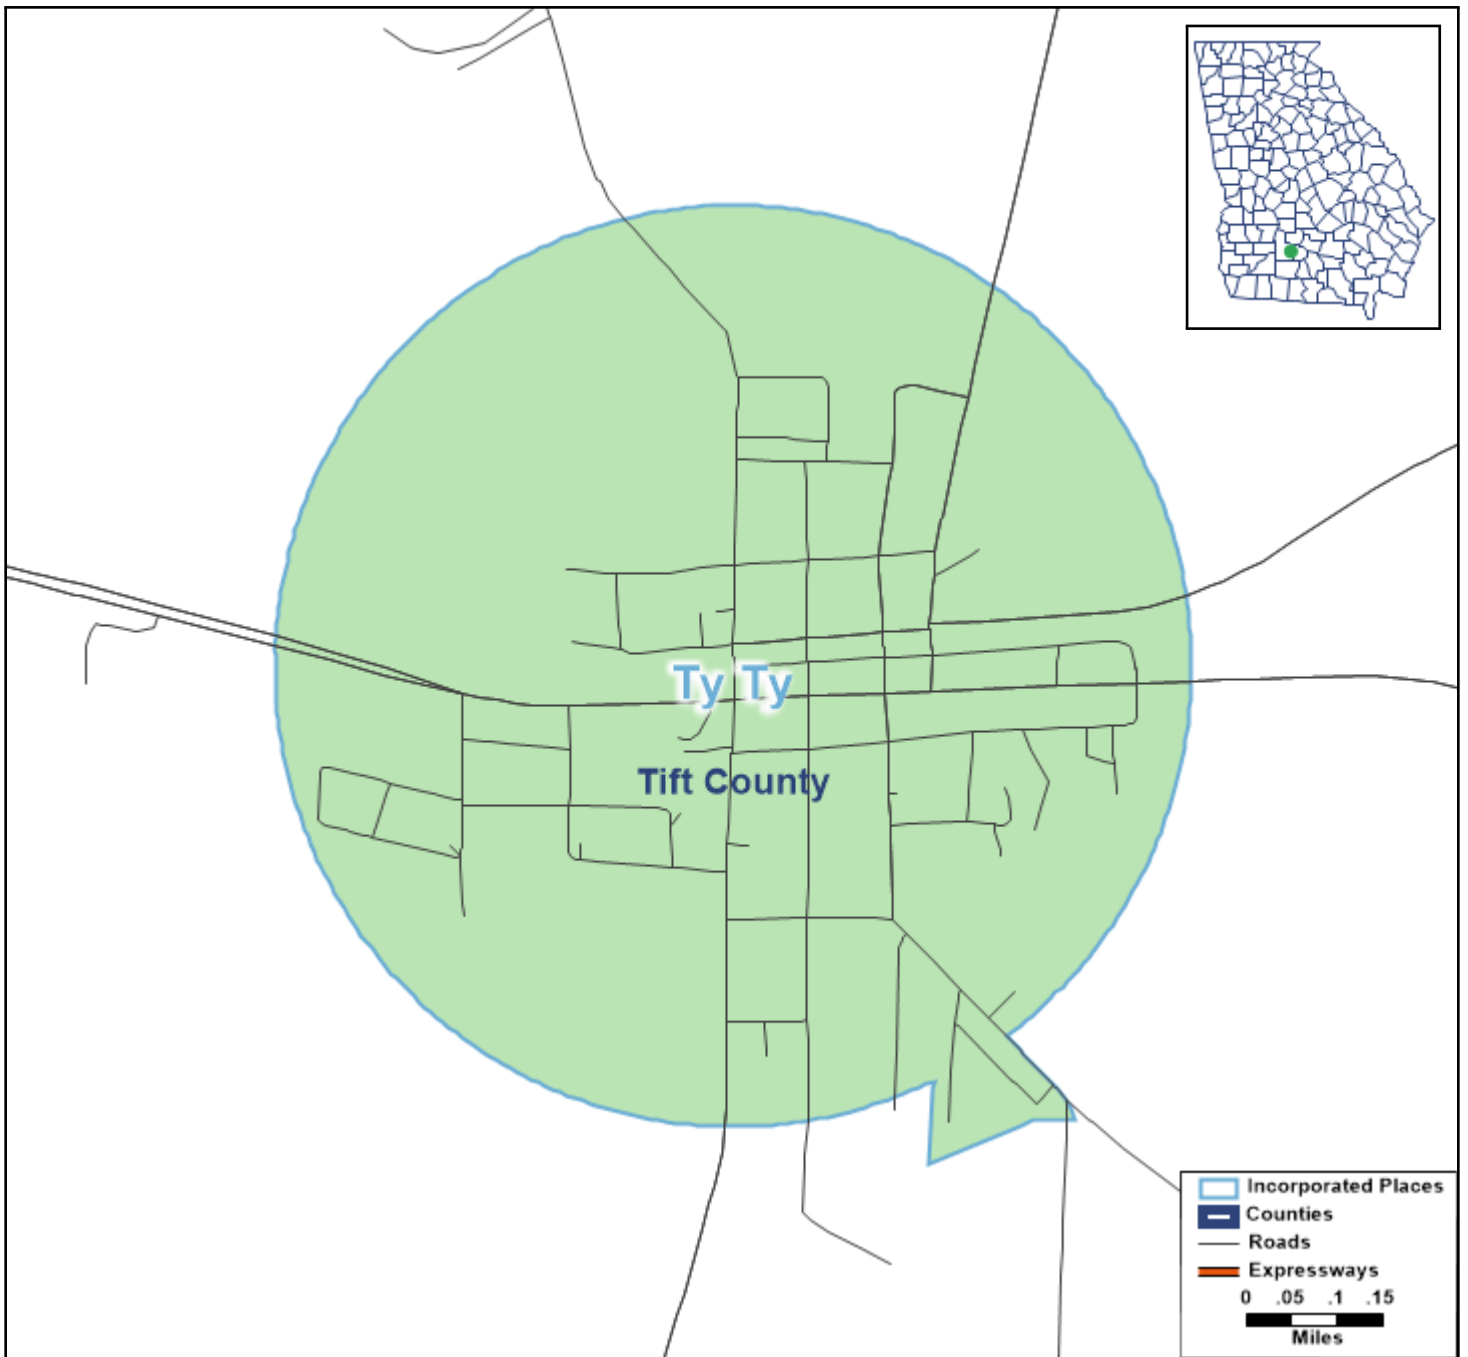 Ty Ty
Tift County
Incorporated Places
Counties
Roads
Expressways
0 .05 .1 .15
Miles